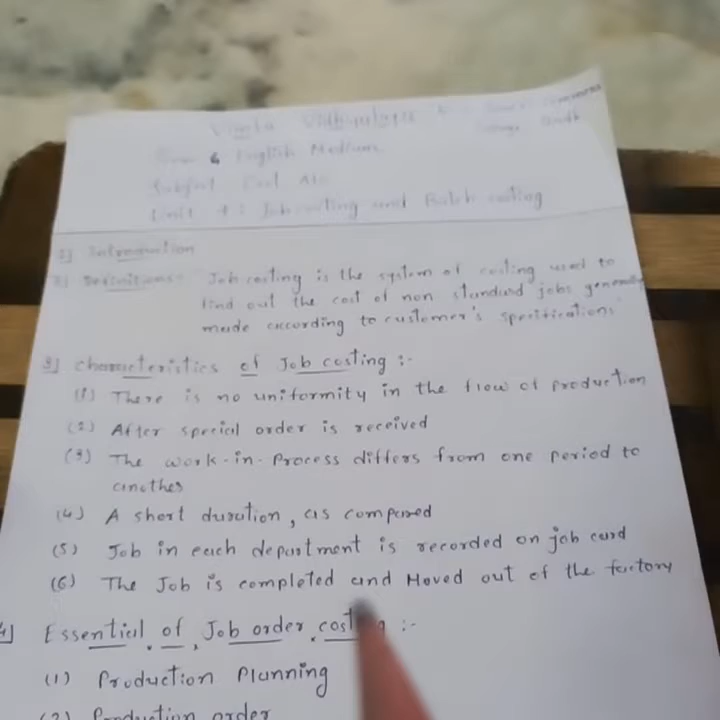 English Medium
Subject
Job costing and Batch costing
1) Introduction
2) Definitions:- Job costing is the system of costing used to
find out the cost of non standard jobs generally
made according to customer's specifications
3) Characteristics of Job costing :-
(1) There is no uniformity in the flow of production
(2) After special order is received
(3) The work-in-Process differs from one period to
another
(4) A short duration, as compared
(5) Job in each department is recorded on job card
(6) The Job is completed and Moved out of the factory
4] Essential of Job order cost :-
(1) Production Planning
(2) Production order